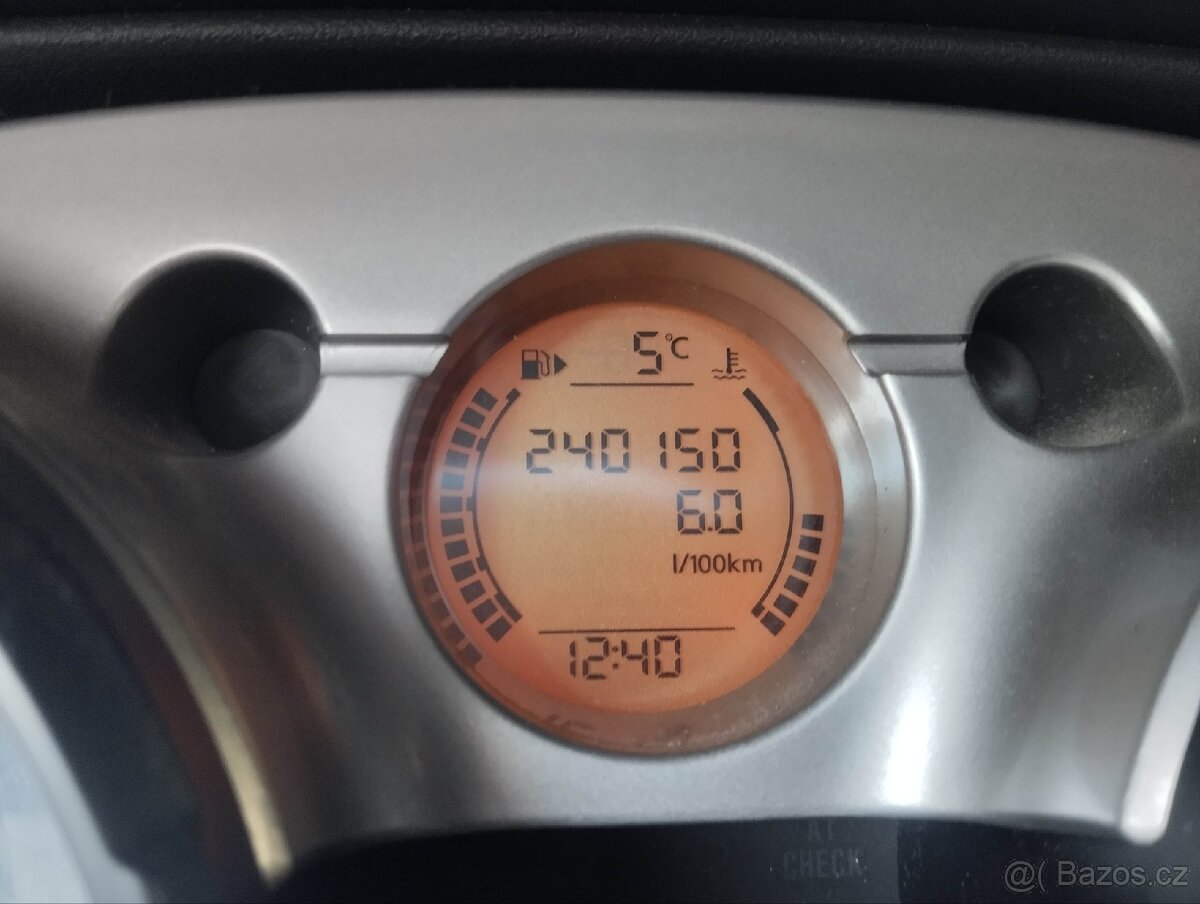 5°C
240150
6.0
l/100km
12:40
AT
CHECK
@( Bazos.cz